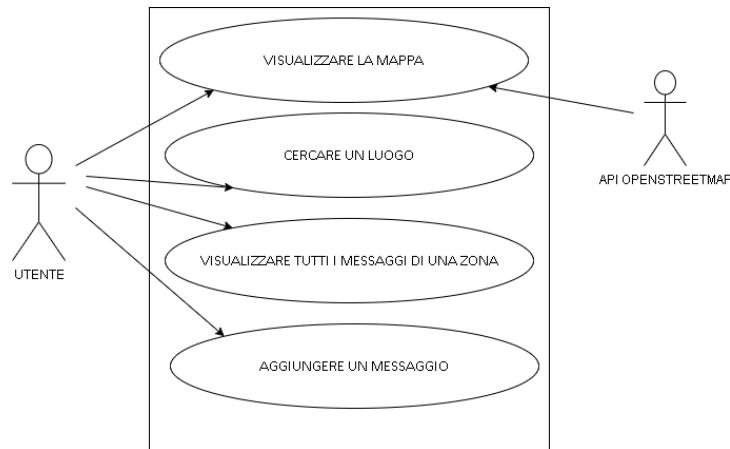 VISUALIZZARE LA MAPPA
CERCARE UN LUOGO
API OPENSTREETMAP
VISUALIZZARE TUTTI I MESSAGGI DI UNA ZONA
UTENTE
AGGIUNGERE UN MESSAGGIO